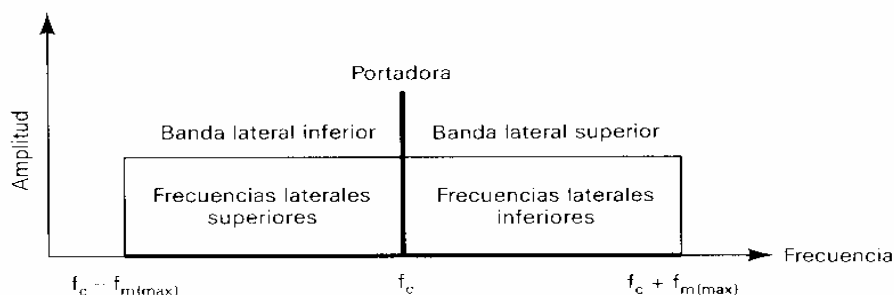 Amplitud
Portadora
Banda lateral inferior
Banda lateral superior
Frecuencias laterales
superiores
Frecuencias laterales
inferiores
Frecuencia
f_c - f_m(max)
f_c
f_c + f_m(max)